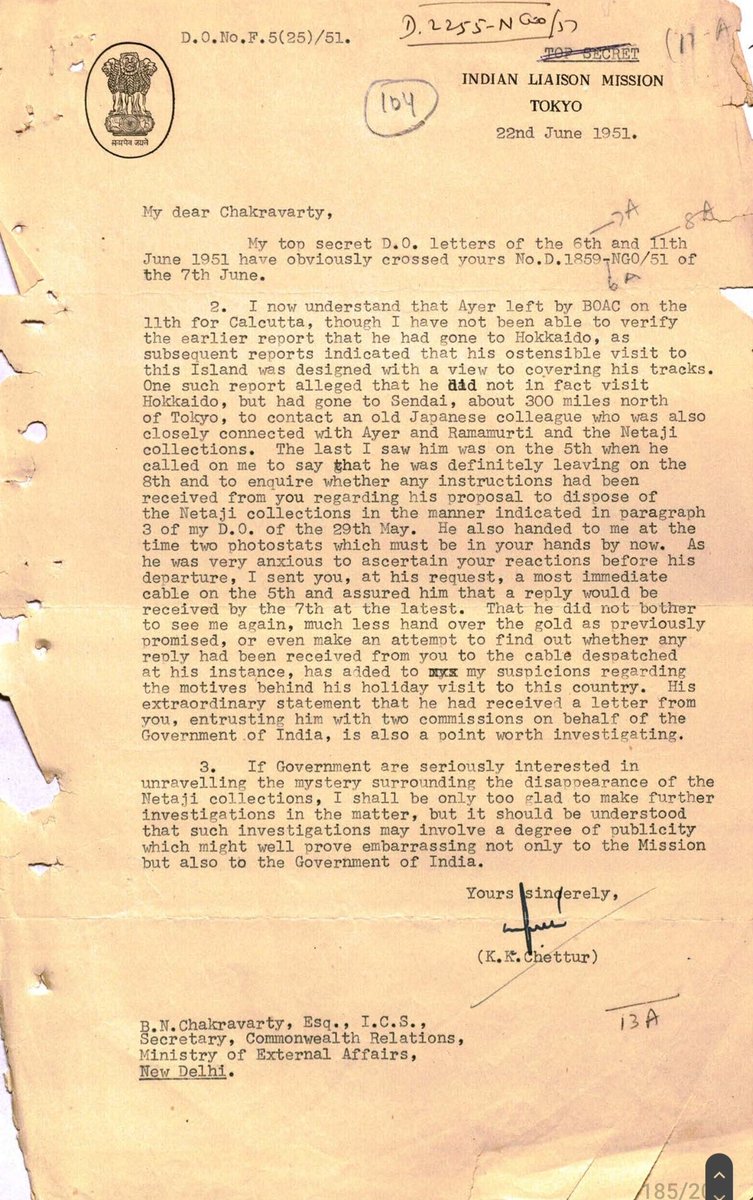 D.O.No.F.5(25)/51.
D.2255-NGO/51
TOP SECRET
(11-A
INDIAN LIAISON MISSION
TOKYO
104
22nd June 1951.
सत्यमेव जयते
My dear Chakravarty,
7A
8A
My top secret D.O. letters of the 6th and 11th
June 1951 have obviously crossed yours No.D.1859-NGO/51 of
the 7th June.
6A
2. I now understand that Ayer left by BOAC on the
11th for Calcutta, though I have not been able to verify
the earlier report that he had gone to Hokkaido, as
subsequent reports indicated that his ostensible visit to
this Island was designed with a view to covering his tracks.
One such report alleged that he did not in fact visit
Hokkaido, but had gone to Sendai, about 300 miles north
of Tokyo, to contact an old Japanese colleague who was also
closely connected with Ayer and Ramamurti and the Netaji
collections. The last I saw him was on the 5th when he
called on me to say that he was definitely leaving on the
8th and to enquire whether any instructions had been
received from you regarding his proposal to dispose of
the Netaji collections in the manner indicated in paragraph
3 of my D.O. of the 29th May. He also handed to me at the
time two photostats which must be in your hands by now. As
he was very anxious to ascertain your reactions before his
departure, I sent you, at his request, a most immediate
cable on the 5th and assured him that a reply would be
received by the 7th at the latest. That he did not bother
to see me again, much less hand over the gold as previously
promised, or even make an attempt to find out whether any
reply had been received from you to the cable despatched
at his instance, has added to my suspicions regarding
the motives behind his holiday visit to this country. His
extraordinary statement that he had received a letter from
you, entrusting him with two commissions on behalf of the
Government of India, is also a point worth investigating.
3. If Government are seriously interested in
unravelling the mystery surrounding the disappearance of the
Netaji collections, I shall be only too glad to make further
investigations in the matter, but it should be understood
that such investigations may involve a degree of publicity
which might well prove embarrassing not only to the Mission
but also to the Government of India.
Yours sincerely,
(K.K.Chettur)
13A
B.N.Chakravarty, Esq., I.C.S.,
Secretary, Commonwealth Relations,
Ministry of External Affairs,
New Delhi.
185/20